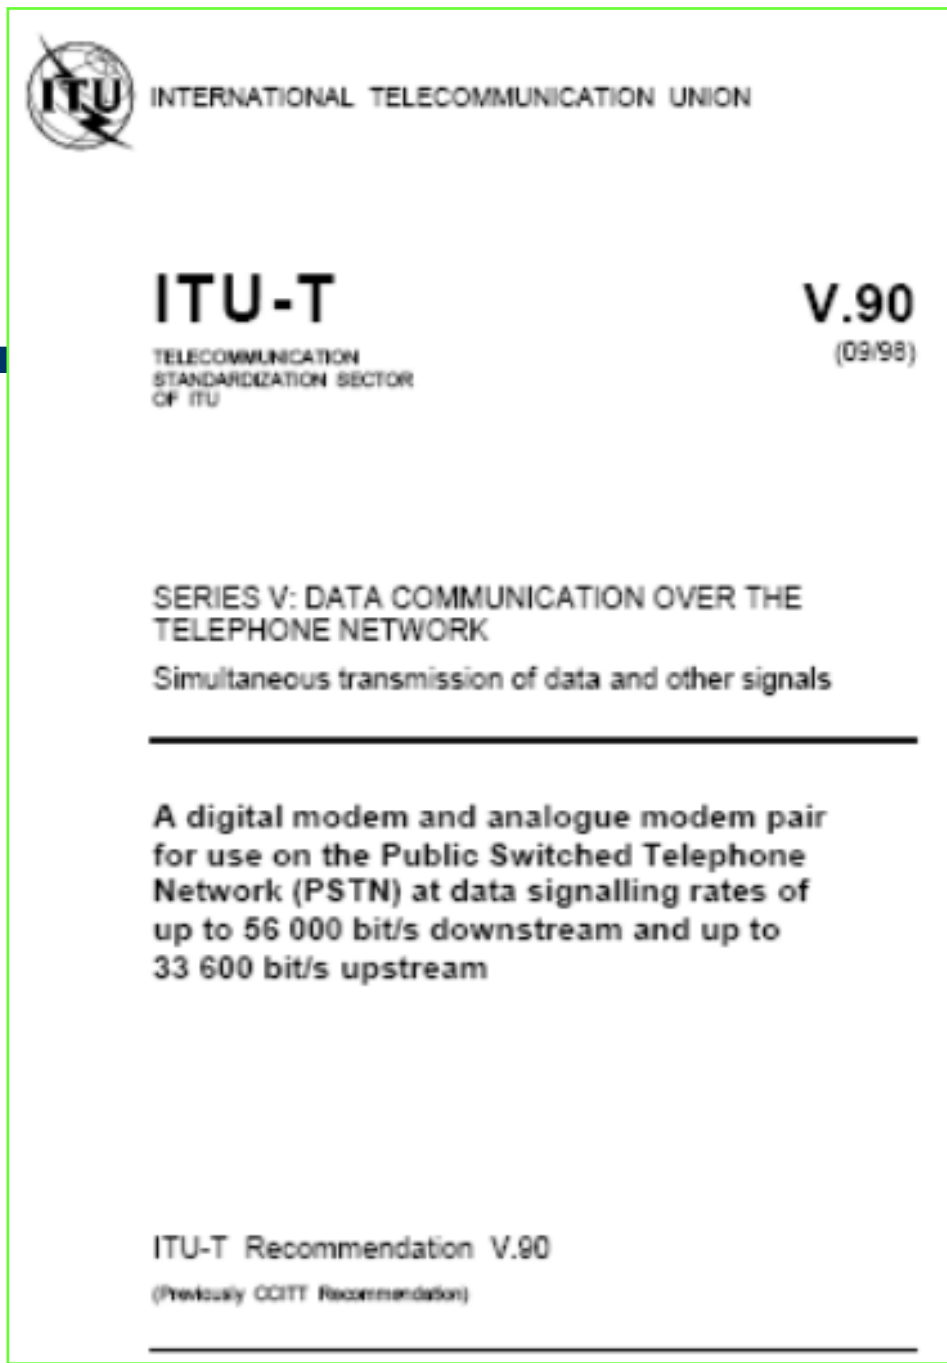 ITU
INTERNATIONAL TELECOMMUNICATION UNION
ITU-T
V.90
TELECOMMUNICATION
(09/98)
STANDARDIZATION SECTOR
OF ITU
SERIES V: DATA COMMUNICATION OVER THE
TELEPHONE NETWORK
Simultaneous transmission of data and other signals
A digital modem and analogue modem pair
for use on the Public Switched Telephone
Network (PSTN) at data signalling rates of
up to 56 000 bit/s downstream and up to
33 600 bit/s upstream
ITU-T Recommendation V.90
(Previously CCITT Recommendation)